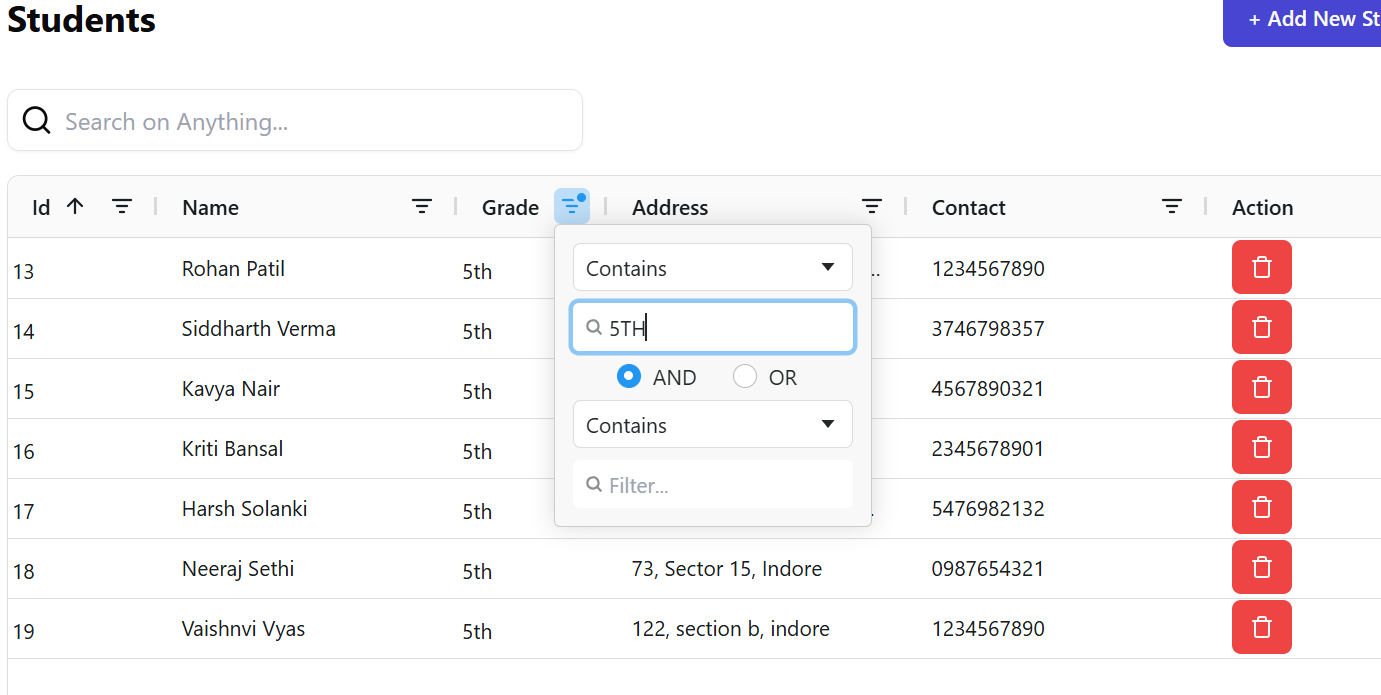 Students
+ Add New St
Search on Anything...
Id Name Grade Address Contact Action
13 Rohan Patil 5th .. 1234567890
14 Siddharth Verma 5th 3746798357
15 Kavya Nair 5th 4567890321
16 Kriti Bansal 5th 2345678901
17 Harsh Solanki 5th . 5476982132
18 Neeraj Sethi 5th 73, Sector 15, Indore 0987654321
19 Vaishnvi Vyas 5th 122, section b, indore 1234567890
Contains
5TH
AND OR
Contains
Filter...